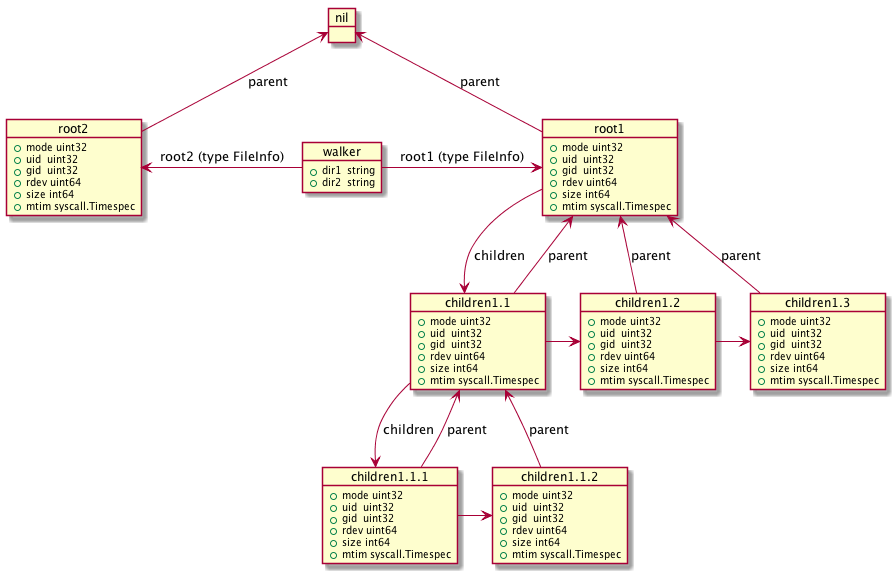 nil
parent
parent
root2
mode uint32
uid  uint32
gid  uint32
rdev uint64
size int64
mtim syscall.Timespec
root2 (type FileInfo)
walker
dir1  string
dir2  string
root1 (type FileInfo)
root1
mode uint32
uid  uint32
gid  uint32
rdev uint64
size int64
mtim syscall.Timespec
children
parent
parent
parent
children1.1
mode uint32
uid  uint32
gid  uint32
rdev uint64
size int64
mtim syscall.Timespec
children1.2
mode uint32
uid  uint32
gid  uint32
rdev uint64
size int64
mtim syscall.Timespec
children1.3
mode uint32
uid  uint32
gid  uint32
rdev uint64
size int64
mtim syscall.Timespec
children
parent
parent
children1.1.1
mode uint32
uid  uint32
gid  uint32
rdev uint64
size int64
mtim syscall.Timespec
children1.1.2
mode uint32
uid  uint32
gid  uint32
rdev uint64
size int64
mtim syscall.Timespec